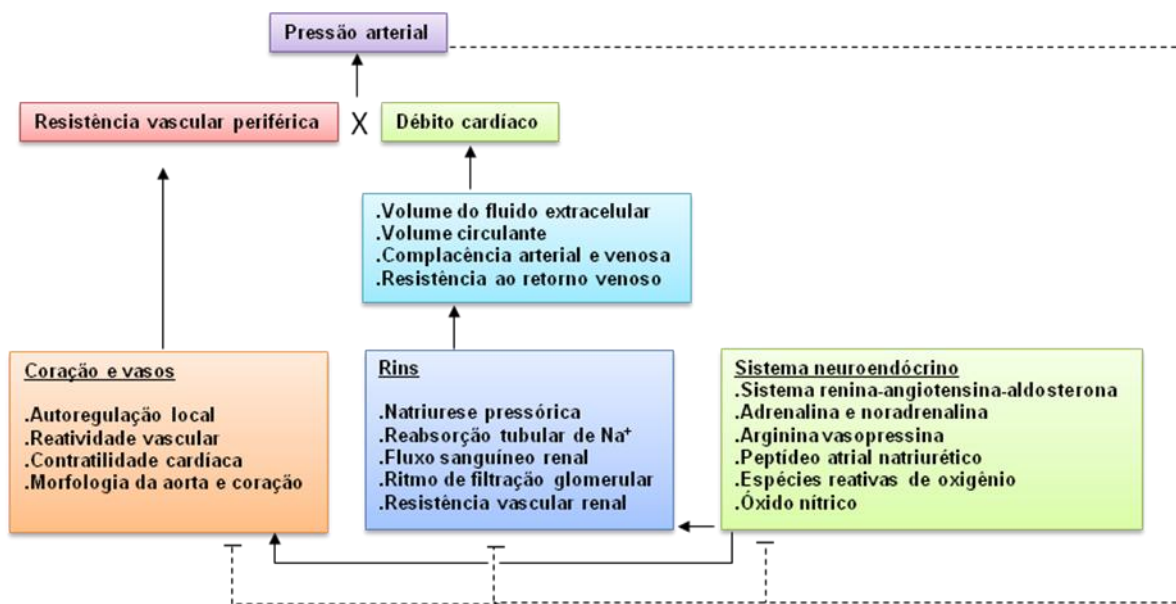 Pressão arterial
Resistência vascular periférica X Débito cardíaco
.Volume do fluido extracelular
.Volume circulante
.Complacência arterial e venosa
.Resistência ao retorno venoso
Coração e vasos
.Autoregulação local
.Reatividade vascular
.Contratilidade cardíaca
.Morfologia da aorta e coração
Rins
.Natriurese pressórica
.Reabsorção tubular de Na⁺
.Fluxo sanguíneo renal
.Ritmo de filtração glomerular
.Resistência vascular renal
Sistema neuroendócrino
.Sistema renina-angiotensina-aldosterona
.Adrenalina e noradrenalina
.Arginina vasopressina
.Peptídeo atrial natriurético
.Espécies reativas de oxigênio
.Óxido nítrico